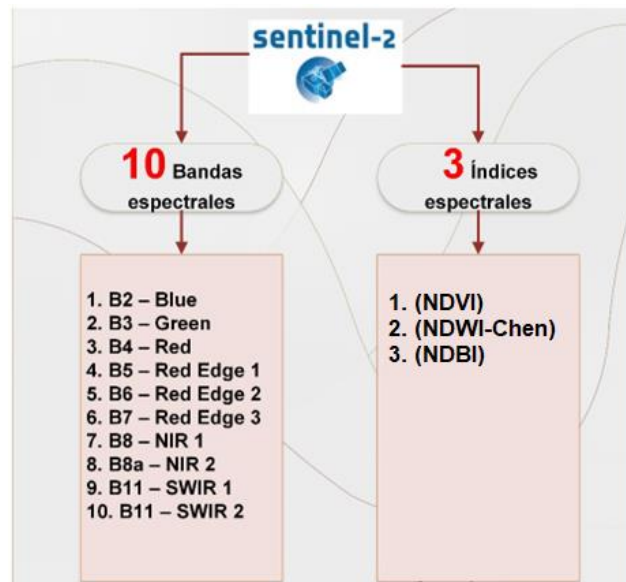 sentinel-2
10 Bandas
espectrales
3 Índices
espectrales
1. B2 – Blue
2. B3 – Green
3. B4 – Red
4. B5 – Red Edge 1
5. B6 – Red Edge 2
6. B7 – Red Edge 3
7. B8 – NIR 1
8. B8a – NIR 2
9. B11 – SWIR 1
10. B11 – SWIR 2
1. (NDVI)
2. (NDWI-Chen)
3. (NDBI)